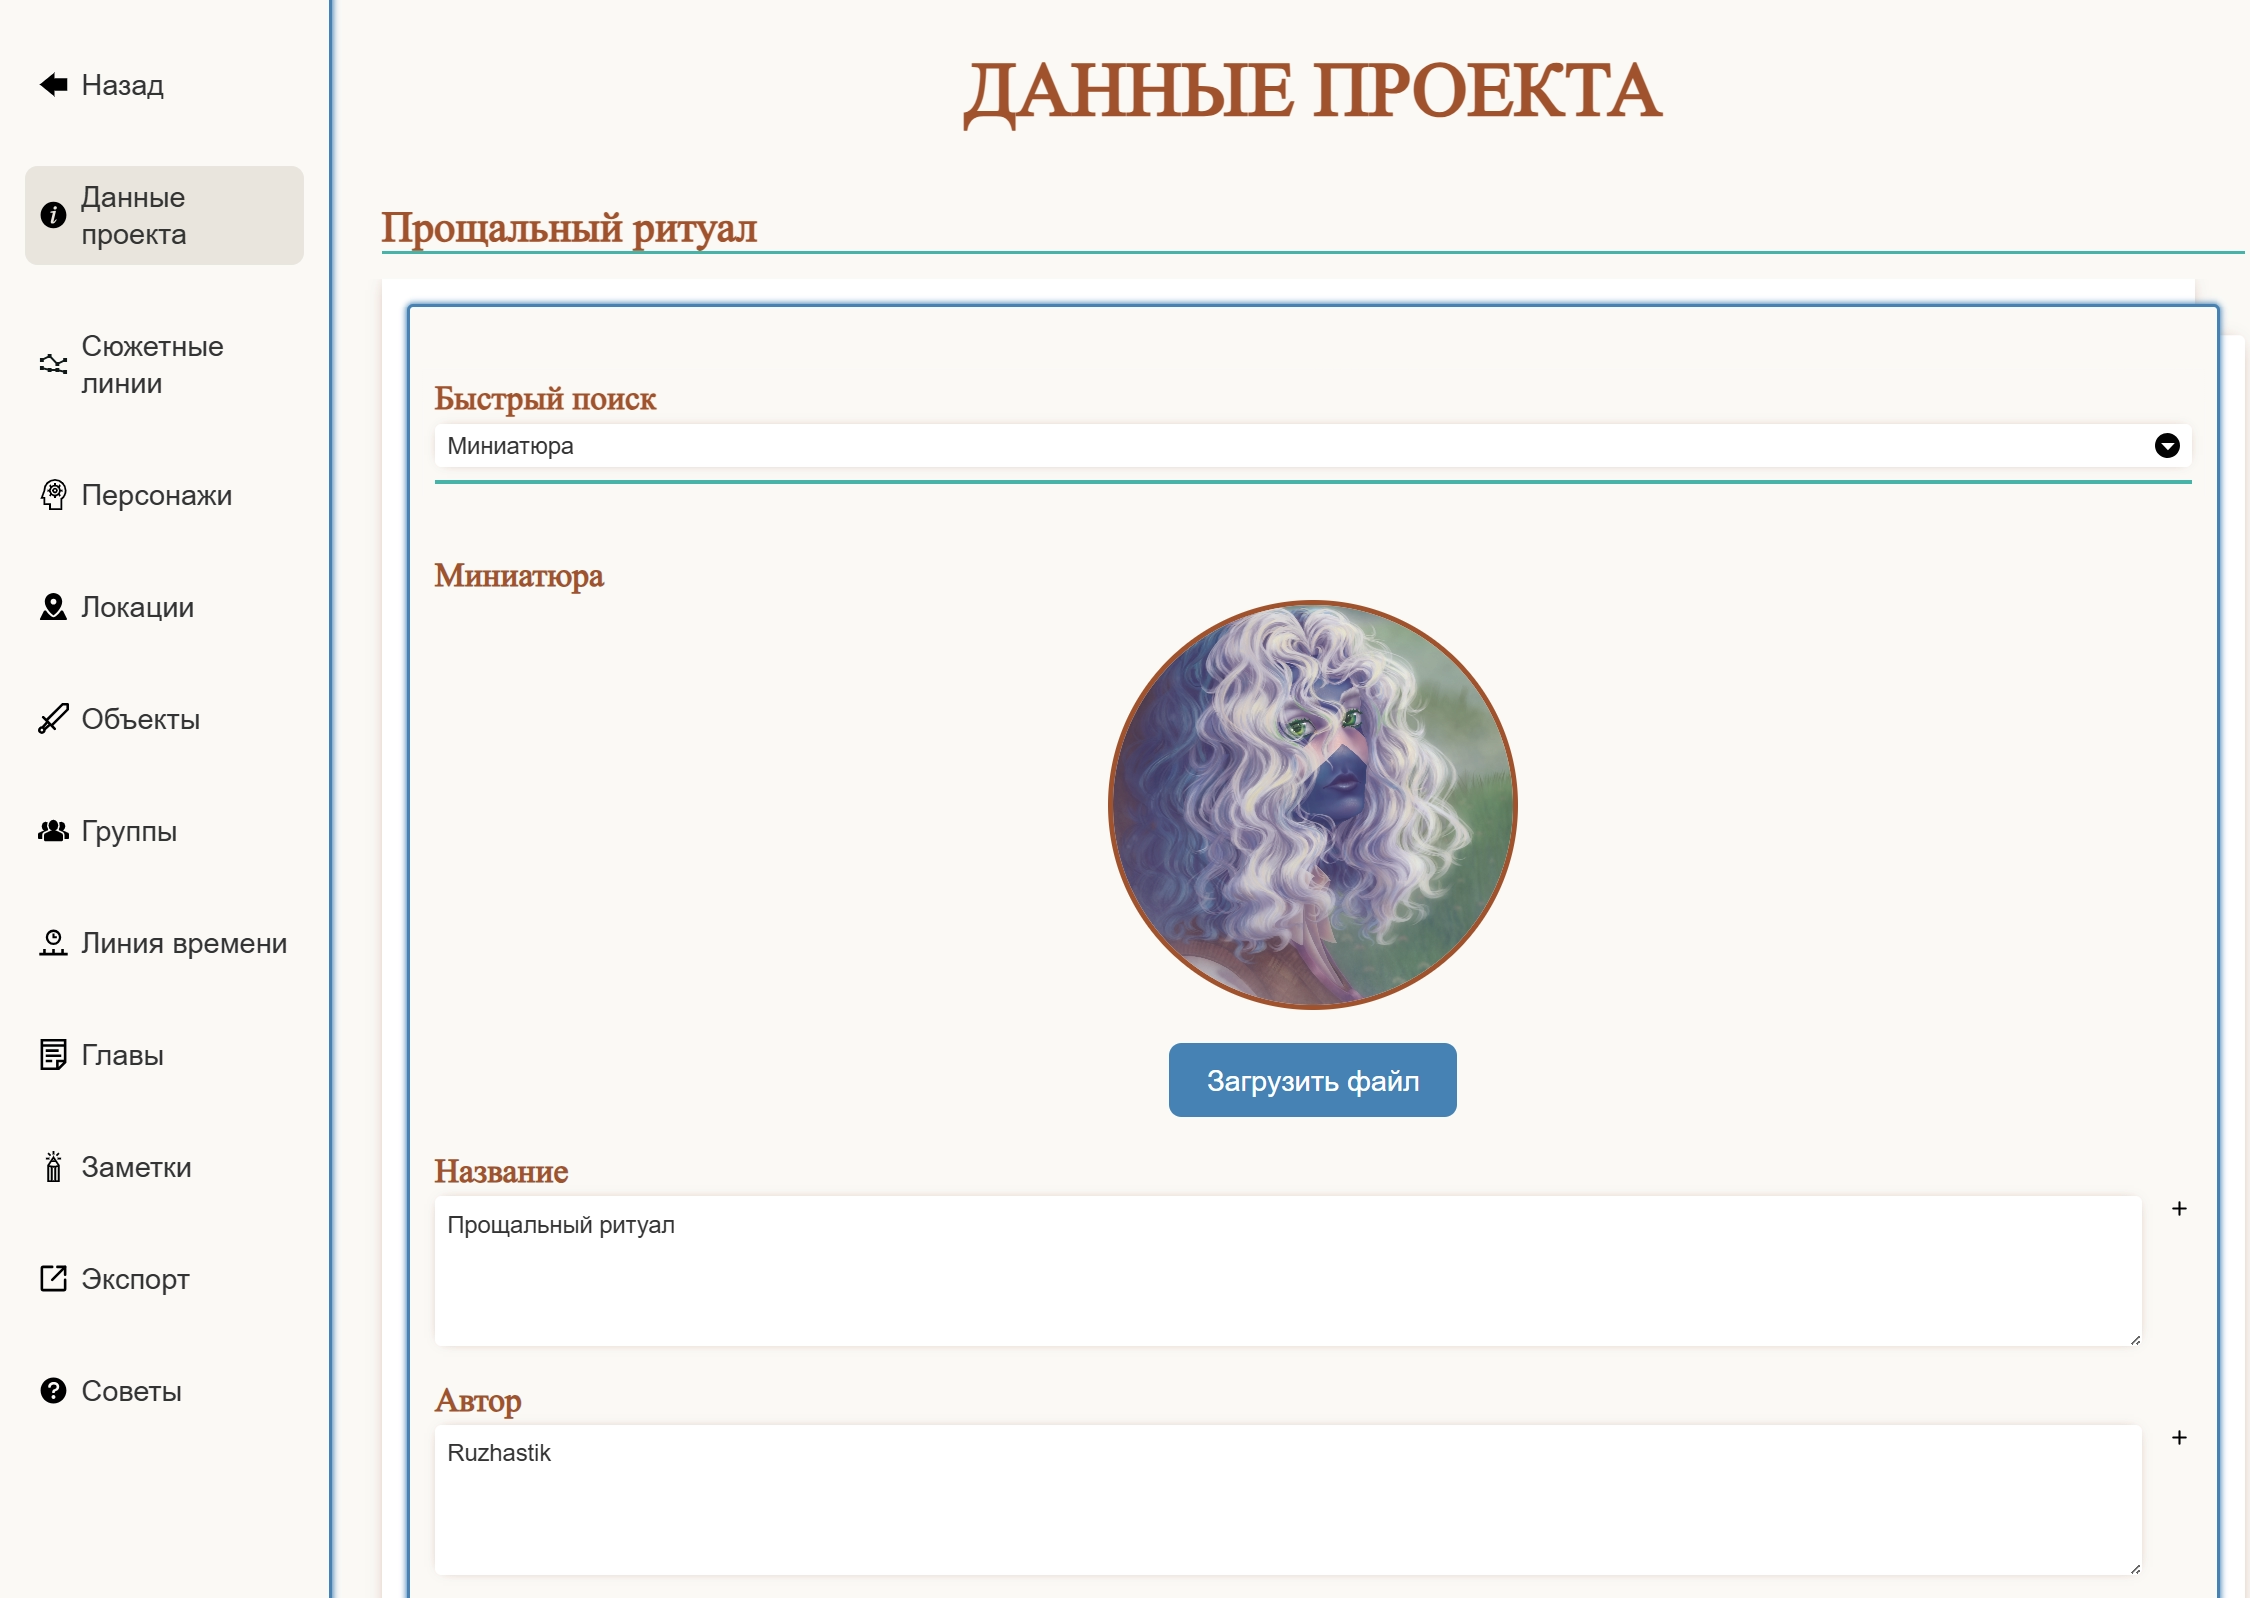 Назад
Данные
проекта
Сюжетные
линии
Персонажи
Локации
Объекты
Группы
Линия времени
Главы
Заметки
Экспорт
Советы
ДАННЫЕ ПРОЕКТА
Прощальный ритуал
Быстрый поиск
Миниатюра
Миниатюра
Загрузить файл
Название
Прощальный ритуал
+
Автор
Ruzhastik
+